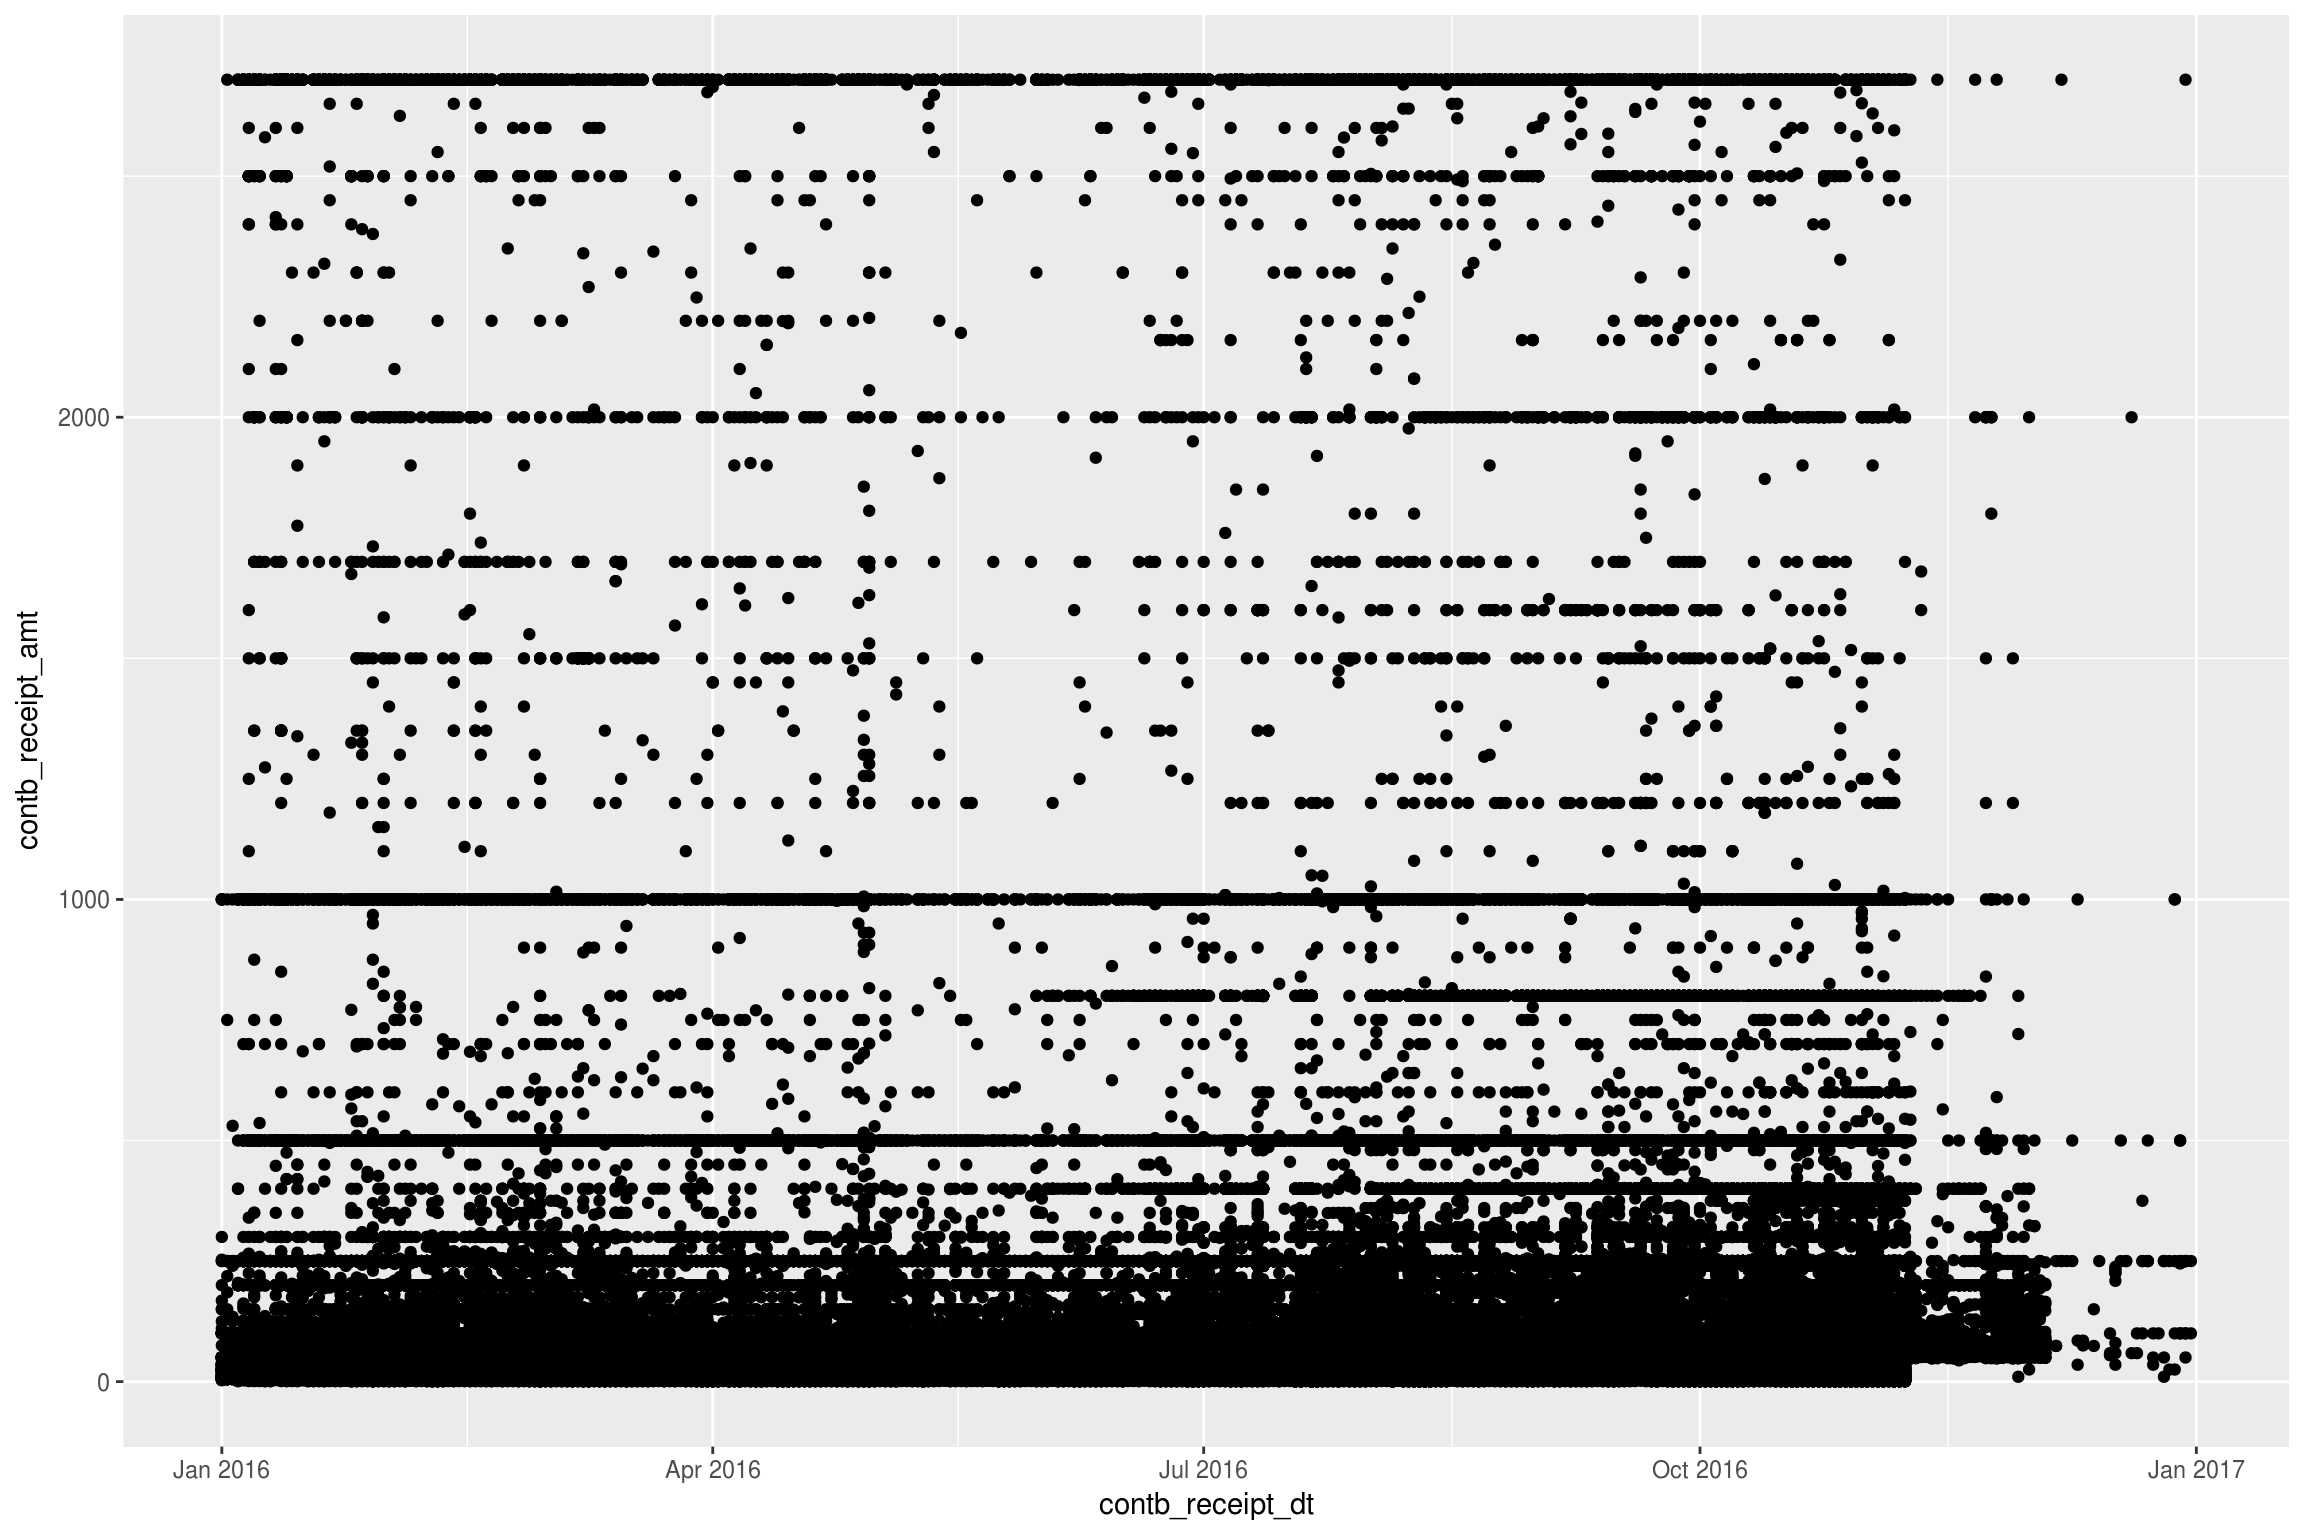 contb_receipt_amt
2000
1000
0
Jan 2016
Apr 2016
Jul 2016
Oct 2016
Jan 2017
contb_receipt_dt